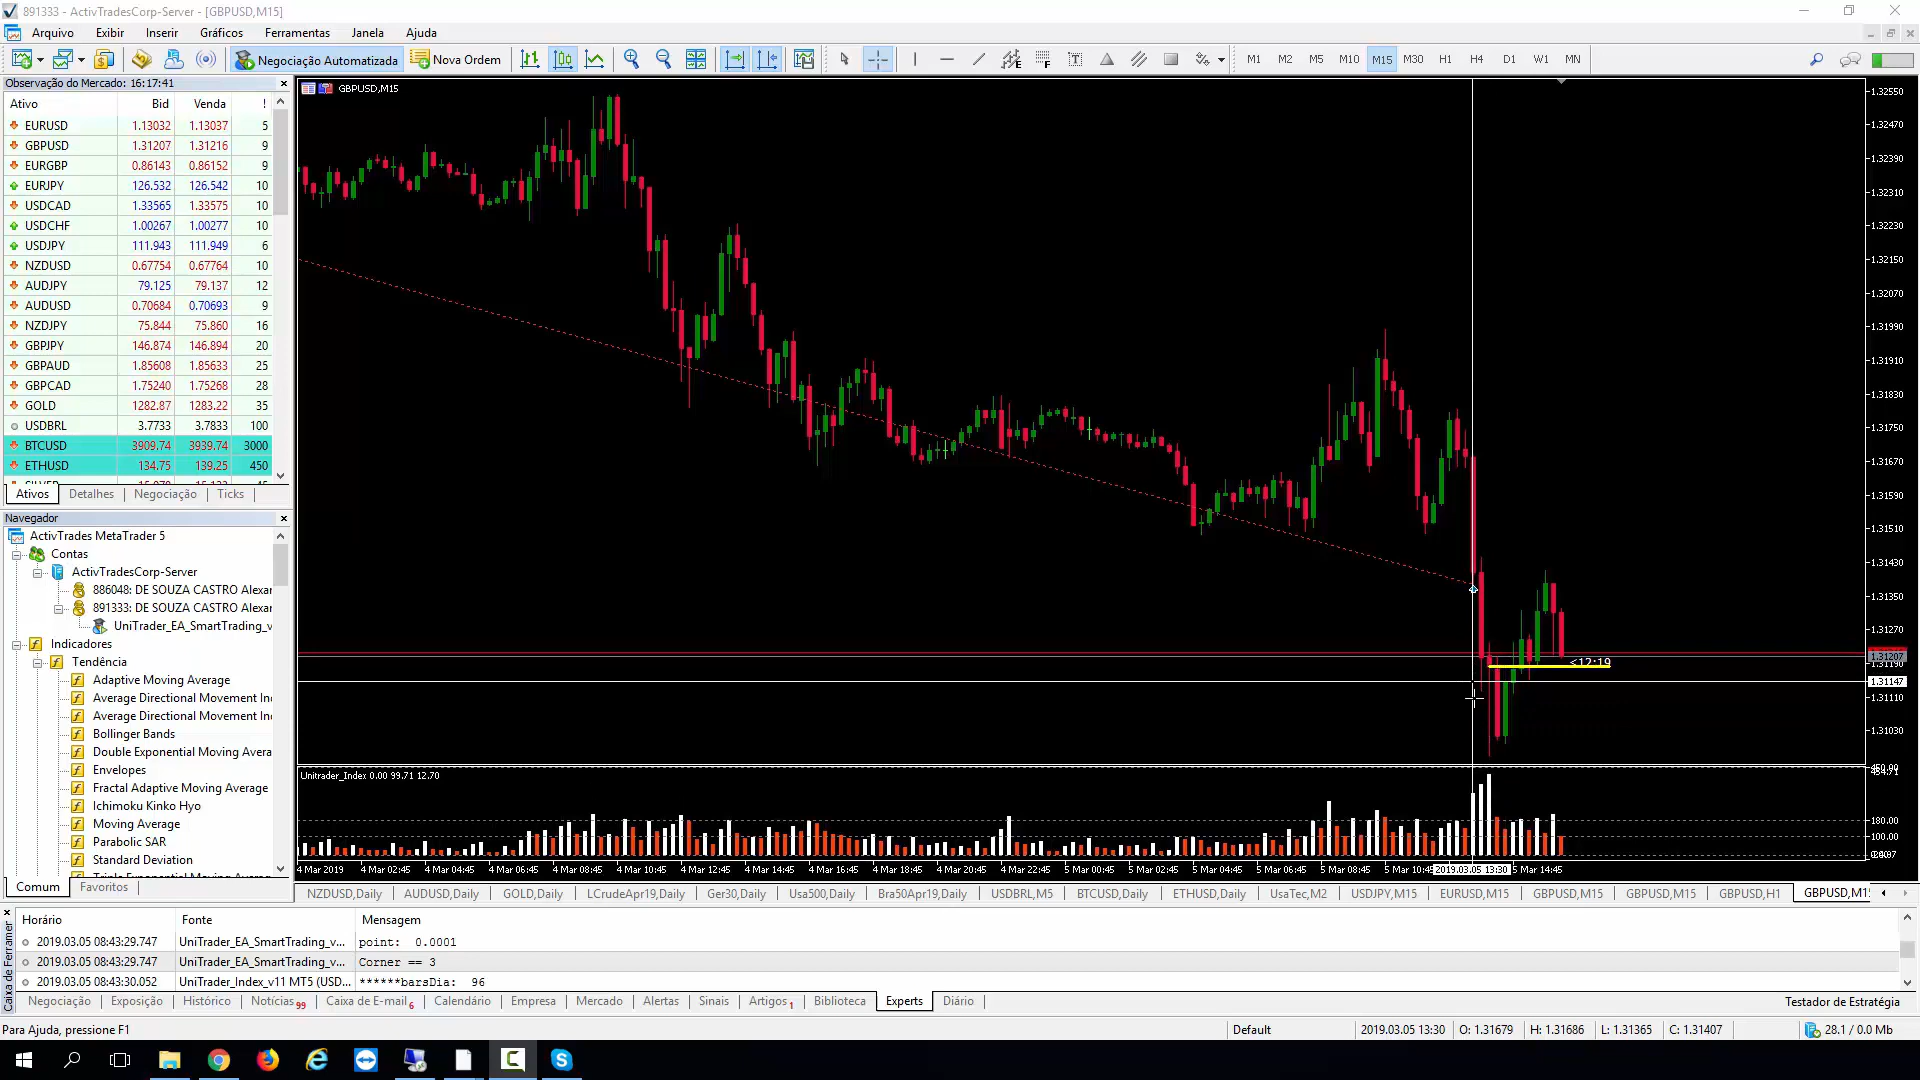 891333 - ActivTradesCorp-Server - [GBPUSD,M15]
Arquivo Exibir Inserir Gráficos Ferramentas Janela Ajuda
Negociação Automatizada Nova Ordem M1 M2 M5 M10 M15 M30 H1 H4 D1 W1 MN
Observação do Mercado: 16:17:41
Ativo Bid Venda !
EURUSD 1.13032 1.13037 5
GBPUSD 1.31207 1.31216 9
EURGBP 0.86143 0.86152 9
EURJPY 126.532 126.542 10
USDCAD 1.33565 1.33575 10
USDCHF 1.00267 1.00277 10
USDJPY 111.943 111.949 6
NZDUSD 0.67754 0.67764 10
AUDJPY 79.125 79.137 12
AUDUSD 0.70684 0.70693 9
NZDJPY 75.844 75.860 16
GBPJPY 146.874 146.894 20
GBPAUD 1.85608 1.85633 25
GBPCAD 1.75240 1.75268 28
GOLD 1282.87 1283.22 35
USDBRL 3.7733 3.7833 100
BTCUSD 3909.74 3939.74 3000
ETHUSD 134.75 139.25 450
Ativos Detalhes Negociação Ticks
Navegador
ActivTrades MetaTrader 5
Contas
ActivTradesCorp-Server
886048: DE SOUZA CASTRO Alexar
891333: DE SOUZA CASTRO Alexar
UniTrader_EA_SmartTrading_v
Indicadores
Tendência
Adaptive Moving Average
Average Directional Movement Inc
Average Directional Movement Inc
Bollinger Bands
Double Exponential Moving Avera
Envelopes
Fractal Adaptive Moving Average
Ichimoku Kinko Hyo
Moving Average
Parabolic SAR
Standard Deviation
Comum Favoritos
GBPUSD,M15
1.32550
1.32470
1.32390
1.32310
1.32230
1.32150
1.32070
1.31990
1.31910
1.31830
1.31750
1.31670
1.31590
1.31510
1.31430
1.31350
1.31270
1.31207
1.31190
1.31147
1.31110
1.31030
<12:19
Unitrader_Index 0.00 99.71 12.70
180.00
100.00
4 Mar 2019 4 Mar 02:45 4 Mar 04:45 4 Mar 06:45 4 Mar 08:45 4 Mar 10:45 4 Mar 12:45 4 Mar 14:45 4 Mar 16:45 4 Mar 18:45 4 Mar 20:45 4 Mar 22:45 5 Mar 00:45 5 Mar 02:45 5 Mar 04:45 5 Mar 06:45 5 Mar 08:45 5 Mar 10:45 2019.03.05 13:30 5 Mar 14:45
NZDUSD,Daily AUDUSD,Daily GOLD,Daily LCrudeApr19,Daily Ger30,Daily Usa500,Daily Bra50Apr19,Daily USDBRL,M5 BTCUSD,Daily ETHUSD,Daily UsaTec,M2 USDJPY,M15 EURUSD,M15 GBPUSD,M15 GBPUSD,M15 GBPUSD,H1 GBPUSD,M15
Caixa de Ferramer
Horário Fonte Mensagem
2019.03.05 08:43:29.747 UniTrader_EA_SmartTrading_v... point: 0.0001
2019.03.05 08:43:29.747 UniTrader_EA_SmartTrading_v... Corner == 3
2019.03.05 08:43:30.052 UniTrader_Index_v11 MT5 (USD... ******barsDia: 96
Negociação Exposição Histórico Notícias 99 Caixa de E-mail 6 Calendário Empresa Mercado Alertas Sinais Artigos 1 Biblioteca Experts Diário Testador de Estratégia
Para Ajuda, pressione F1 Default 2019.03.05 13:30 O: 1.31679 H: 1.31686 L: 1.31365 C: 1.31407 28.1 / 0.0 Mb